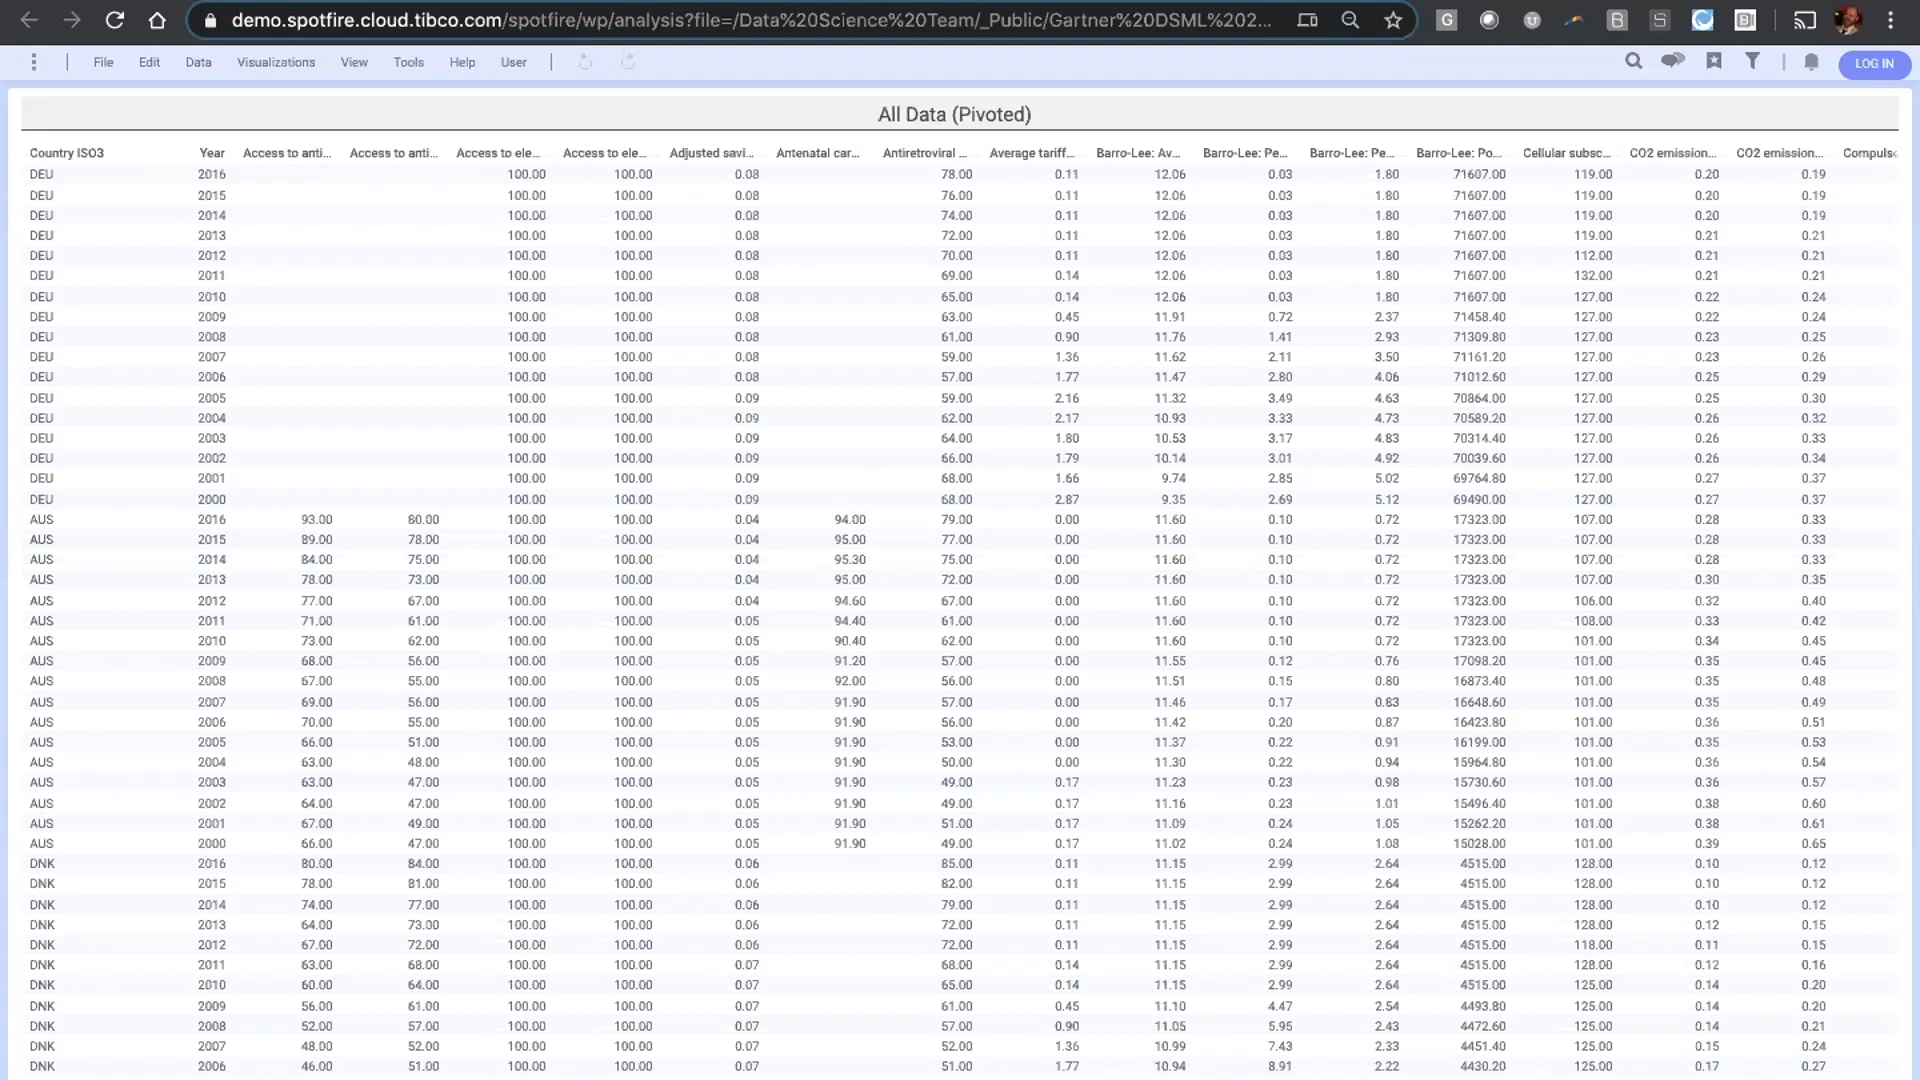 demo.spotfire.cloud.tibco.com/spotfire/wp/analysis?file=/Data%20Science%20Team/_Public/Gartner%20DSML%202...
File Edit Data Visualizations View Tools Help User LOG IN
All Data (Pivoted)
Country ISO3 Year Access to anti... Access to anti... Access to ele... Access to ele... Adjusted savi... Antenatal car... Antiretroviral ... Average tariff... Barro-Lee: Av... Barro-Lee: Pe... Barro-Lee: Pe... Barro-Lee: Po... Cellular subsc... CO2 emission... CO2 emission... Compuls
DEU 2016 100.00 100.00 0.08 78.00 0.11 12.06 0.03 1.80 71607.00 119.00 0.20 0.19
DEU 2015 100.00 100.00 0.08 76.00 0.11 12.06 0.03 1.80 71607.00 119.00 0.20 0.19
DEU 2014 100.00 100.00 0.08 74.00 0.11 12.06 0.03 1.80 71607.00 119.00 0.20 0.19
DEU 2013 100.00 100.00 0.08 72.00 0.11 12.06 0.03 1.80 71607.00 119.00 0.21 0.21
DEU 2012 100.00 100.00 0.08 70.00 0.11 12.06 0.03 1.80 71607.00 112.00 0.21 0.21
DEU 2011 100.00 100.00 0.08 69.00 0.14 12.06 0.03 1.80 71607.00 132.00 0.21 0.21
DEU 2010 100.00 100.00 0.08 65.00 0.14 12.06 0.03 1.80 71607.00 127.00 0.22 0.24
DEU 2009 100.00 100.00 0.08 63.00 0.45 11.91 0.72 2.37 71458.40 127.00 0.22 0.24
DEU 2008 100.00 100.00 0.08 61.00 0.90 11.76 1.41 2.93 71309.80 127.00 0.23 0.25
DEU 2007 100.00 100.00 0.08 59.00 1.36 11.62 2.11 3.50 71161.20 127.00 0.23 0.26
DEU 2006 100.00 100.00 0.08 57.00 1.77 11.47 2.80 4.06 71012.60 127.00 0.25 0.29
DEU 2005 100.00 100.00 0.09 59.00 2.16 11.32 3.49 4.63 70864.00 127.00 0.25 0.30
DEU 2004 100.00 100.00 0.09 62.00 2.17 10.93 3.33 4.73 70589.20 127.00 0.26 0.32
DEU 2003 100.00 100.00 0.09 64.00 1.80 10.53 3.17 4.83 70314.40 127.00 0.26 0.33
DEU 2002 100.00 100.00 0.09 66.00 1.79 10.14 3.01 4.92 70039.60 127.00 0.26 0.34
DEU 2001 100.00 100.00 0.09 68.00 1.66 9.74 2.85 5.02 69764.80 127.00 0.27 0.37
DEU 2000 100.00 100.00 0.09 68.00 2.87 9.35 2.69 5.12 69490.00 127.00 0.27 0.37
AUS 2016 93.00 80.00 100.00 100.00 0.04 94.00 79.00 0.00 11.60 0.10 0.72 17323.00 107.00 0.28 0.33
AUS 2015 89.00 78.00 100.00 100.00 0.04 95.00 77.00 0.00 11.60 0.10 0.72 17323.00 107.00 0.28 0.33
AUS 2014 84.00 75.00 100.00 100.00 0.04 95.30 75.00 0.00 11.60 0.10 0.72 17323.00 107.00 0.28 0.33
AUS 2013 78.00 73.00 100.00 100.00 0.04 95.00 72.00 0.00 11.60 0.10 0.72 17323.00 107.00 0.30 0.35
AUS 2012 77.00 67.00 100.00 100.00 0.04 94.60 67.00 0.00 11.60 0.10 0.72 17323.00 106.00 0.32 0.40
AUS 2011 71.00 61.00 100.00 100.00 0.05 94.40 61.00 0.00 11.60 0.10 0.72 17323.00 108.00 0.33 0.42
AUS 2010 73.00 62.00 100.00 100.00 0.05 90.40 62.00 0.00 11.60 0.10 0.72 17323.00 101.00 0.34 0.45
AUS 2009 68.00 56.00 100.00 100.00 0.05 91.20 57.00 0.00 11.55 0.12 0.76 17098.20 101.00 0.35 0.45
AUS 2008 67.00 55.00 100.00 100.00 0.05 92.00 56.00 0.00 11.51 0.15 0.80 16873.40 101.00 0.35 0.48
AUS 2007 69.00 56.00 100.00 100.00 0.05 91.90 57.00 0.00 11.46 0.17 0.83 16648.60 101.00 0.35 0.49
AUS 2006 70.00 55.00 100.00 100.00 0.05 91.90 56.00 0.00 11.42 0.20 0.87 16423.80 101.00 0.36 0.51
AUS 2005 66.00 51.00 100.00 100.00 0.05 91.90 53.00 0.00 11.37 0.22 0.91 16199.00 101.00 0.35 0.53
AUS 2004 63.00 48.00 100.00 100.00 0.05 91.90 50.00 0.00 11.30 0.22 0.94 15964.80 101.00 0.36 0.54
AUS 2003 63.00 47.00 100.00 100.00 0.05 91.90 49.00 0.17 11.23 0.23 0.98 15730.60 101.00 0.36 0.57
AUS 2002 64.00 47.00 100.00 100.00 0.05 91.90 49.00 0.17 11.16 0.23 1.01 15496.40 101.00 0.38 0.60
AUS 2001 67.00 49.00 100.00 100.00 0.05 91.90 51.00 0.17 11.09 0.24 1.05 15262.20 101.00 0.38 0.61
AUS 2000 66.00 47.00 100.00 100.00 0.05 91.90 49.00 0.17 11.02 0.24 1.08 15028.00 101.00 0.39 0.65
DNK 2016 80.00 84.00 100.00 100.00 0.06 85.00 0.11 11.15 2.99 2.64 4515.00 128.00 0.10 0.12
DNK 2015 78.00 81.00 100.00 100.00 0.06 82.00 0.11 11.15 2.99 2.64 4515.00 128.00 0.10 0.12
DNK 2014 74.00 77.00 100.00 100.00 0.06 79.00 0.11 11.15 2.99 2.64 4515.00 128.00 0.10 0.12
DNK 2013 64.00 73.00 100.00 100.00 0.06 72.00 0.11 11.15 2.99 2.64 4515.00 128.00 0.12 0.15
DNK 2012 67.00 72.00 100.00 100.00 0.06 72.00 0.11 11.15 2.99 2.64 4515.00 118.00 0.11 0.15
DNK 2011 63.00 68.00 100.00 100.00 0.07 68.00 0.14 11.15 2.99 2.64 4515.00 128.00 0.12 0.16
DNK 2010 60.00 64.00 100.00 100.00 0.07 65.00 0.14 11.15 2.99 2.64 4515.00 125.00 0.14 0.20
DNK 2009 56.00 61.00 100.00 100.00 0.07 61.00 0.45 11.10 4.47 2.54 4493.80 125.00 0.14 0.20
DNK 2008 52.00 57.00 100.00 100.00 0.07 57.00 0.90 11.05 5.95 2.43 4472.60 125.00 0.14 0.21
DNK 2007 48.00 52.00 100.00 100.00 0.07 52.00 1.36 10.99 7.43 2.33 4451.40 125.00 0.15 0.24
DNK 2006 46.00 51.00 100.00 100.00 0.07 51.00 1.77 10.94 8.91 2.22 4430.20 125.00 0.17 0.27